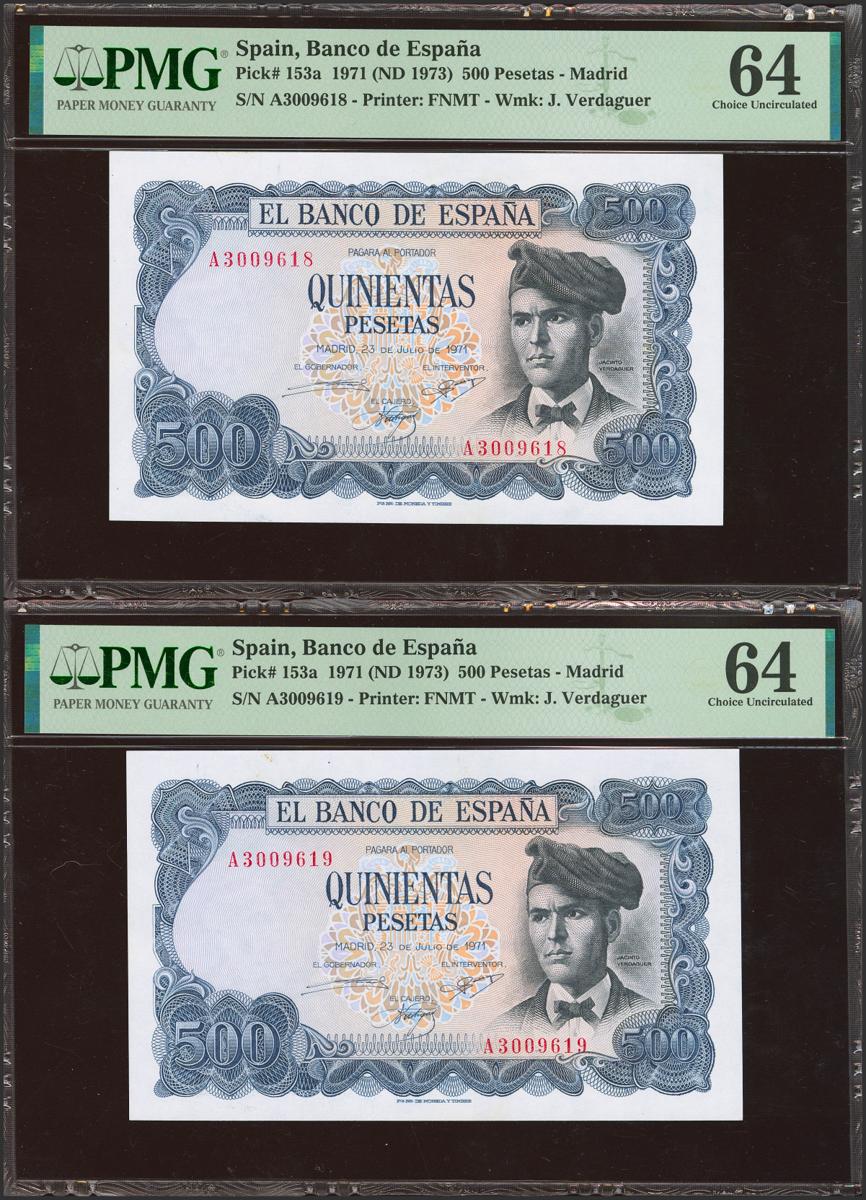 PMG®
PAPER MONEY GUARANTY
Spain, Banco de España
Pick# 153a 1971 (ND 1973) 500 Pesetas - Madrid
S/N A3009618 - Printer: FNMT - Wmk: J. Verdaguer
64
Choice Uncirculated
EL BANCO DE ESPAÑA
500
A3009618
PAGARA AL PORTADOR
QUINIENTAS
PESETAS
MADRID, 23 DE JULIO DE 1971
EL GOBERNADOR,
EL INTERVENTOR,
JACINTO
VERDAGUER
EL CAJERO
500
A3009618
500
PMG®
PAPER MONEY GUARANTY
Spain, Banco de España
Pick# 153a 1971 (ND 1973) 500 Pesetas - Madrid
S/N A3009619 - Printer: FNMT - Wmk: J. Verdaguer
64
Choice Uncirculated
EL BANCO DE ESPAÑA
500
A3009619
PAGARA AL PORTADOR
QUINIENTAS
PESETAS
MADRID, 23 DE JULIO DE 1971
EL GOBERNADOR,
EL INTERVENTOR,
JACINTO
VERDAGUER
EL CAJERO
500
A3009619
500